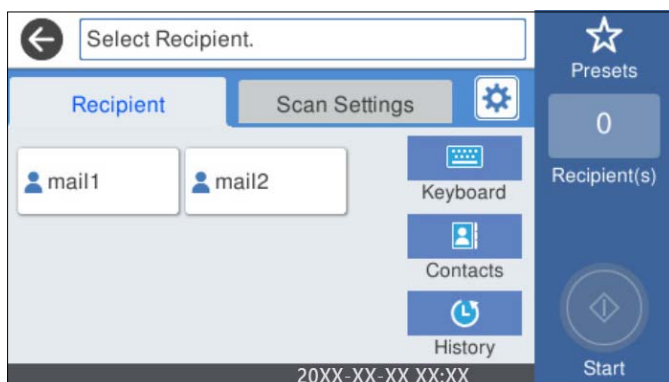 Select Recipient.
Presets
Recipient
Scan Settings
0
Recipient(s)
mail1
mail2
Keyboard
Contacts
History
20XX-XX-XX XX:XX
Start